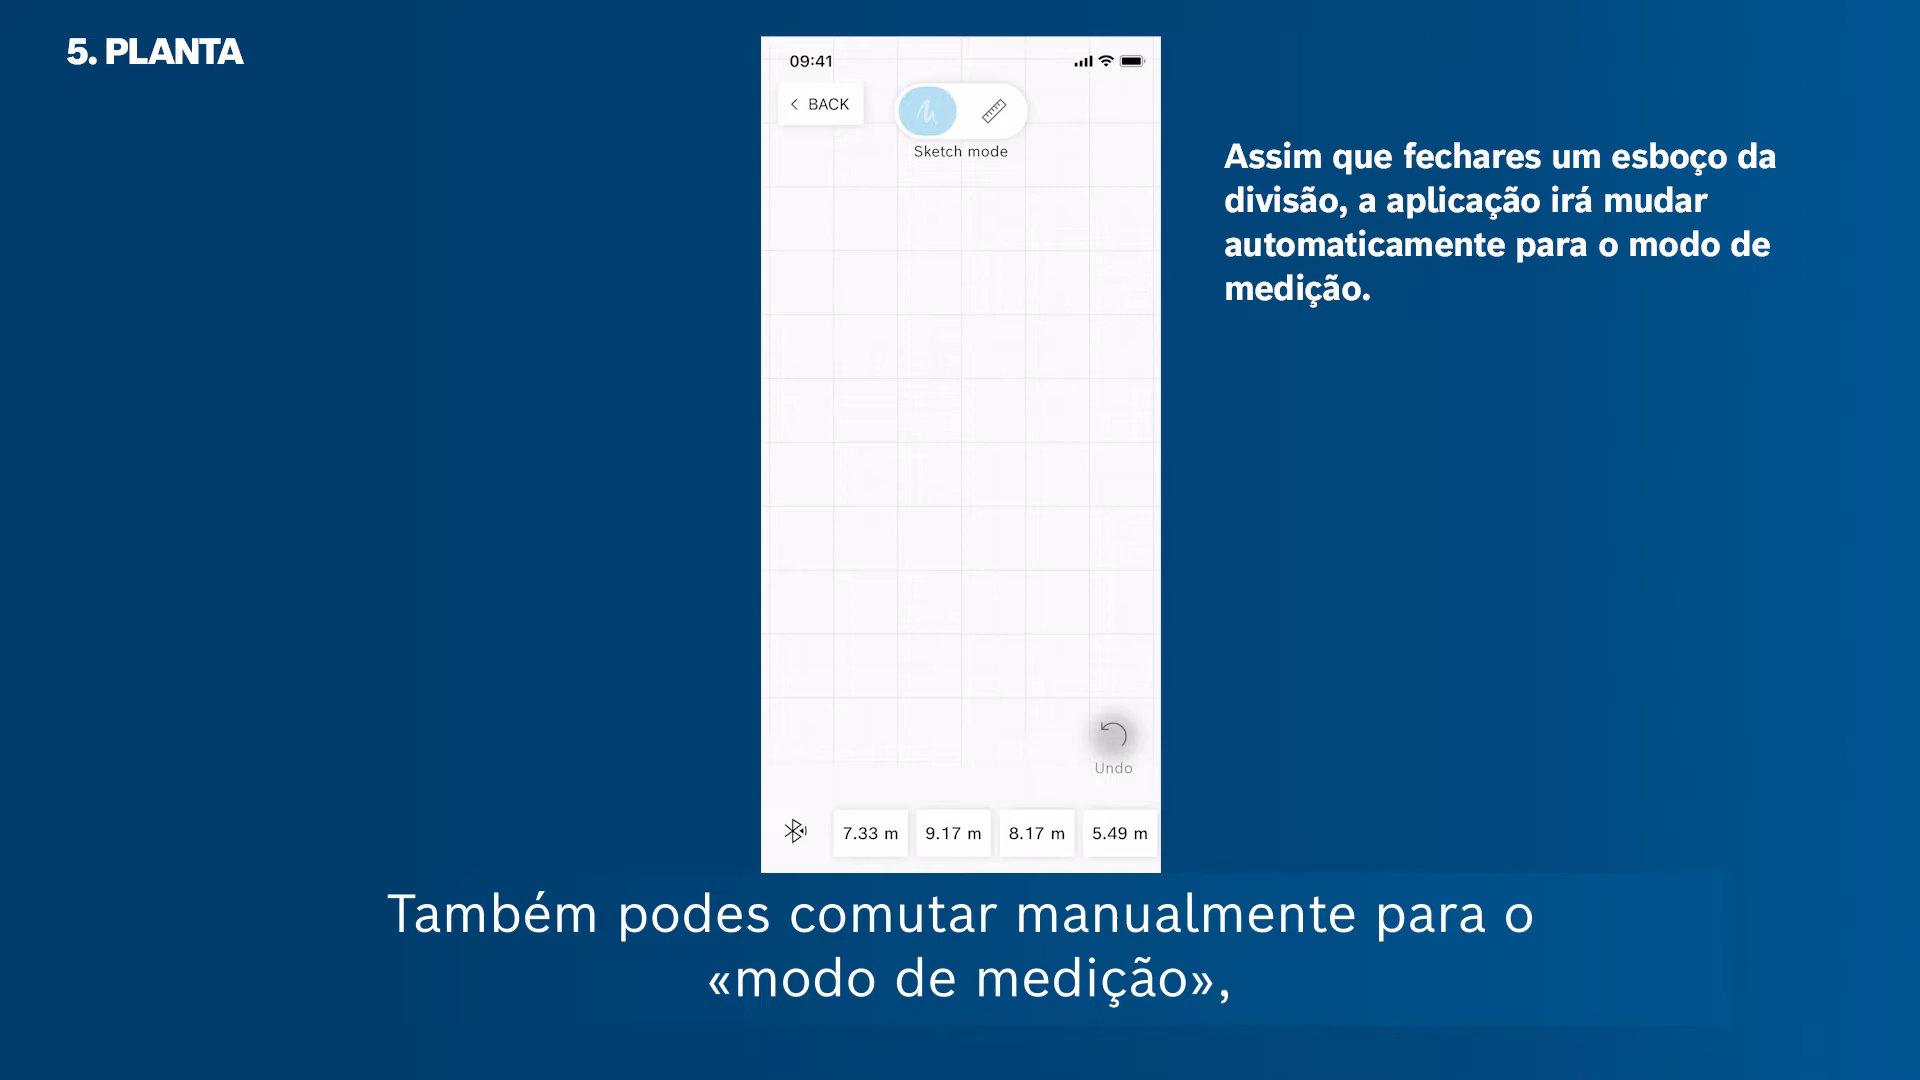 5. PLANTA
09:41
BACK
Sketch mode
Assim que fechares um esboço da
divisão, a aplicação irá mudar
automaticamente para o modo de
medição.
Undo
7.33 m
9.17 m
8.17 m
5.49 m
Também podes comutar manualmente para o
«modo de medição»,